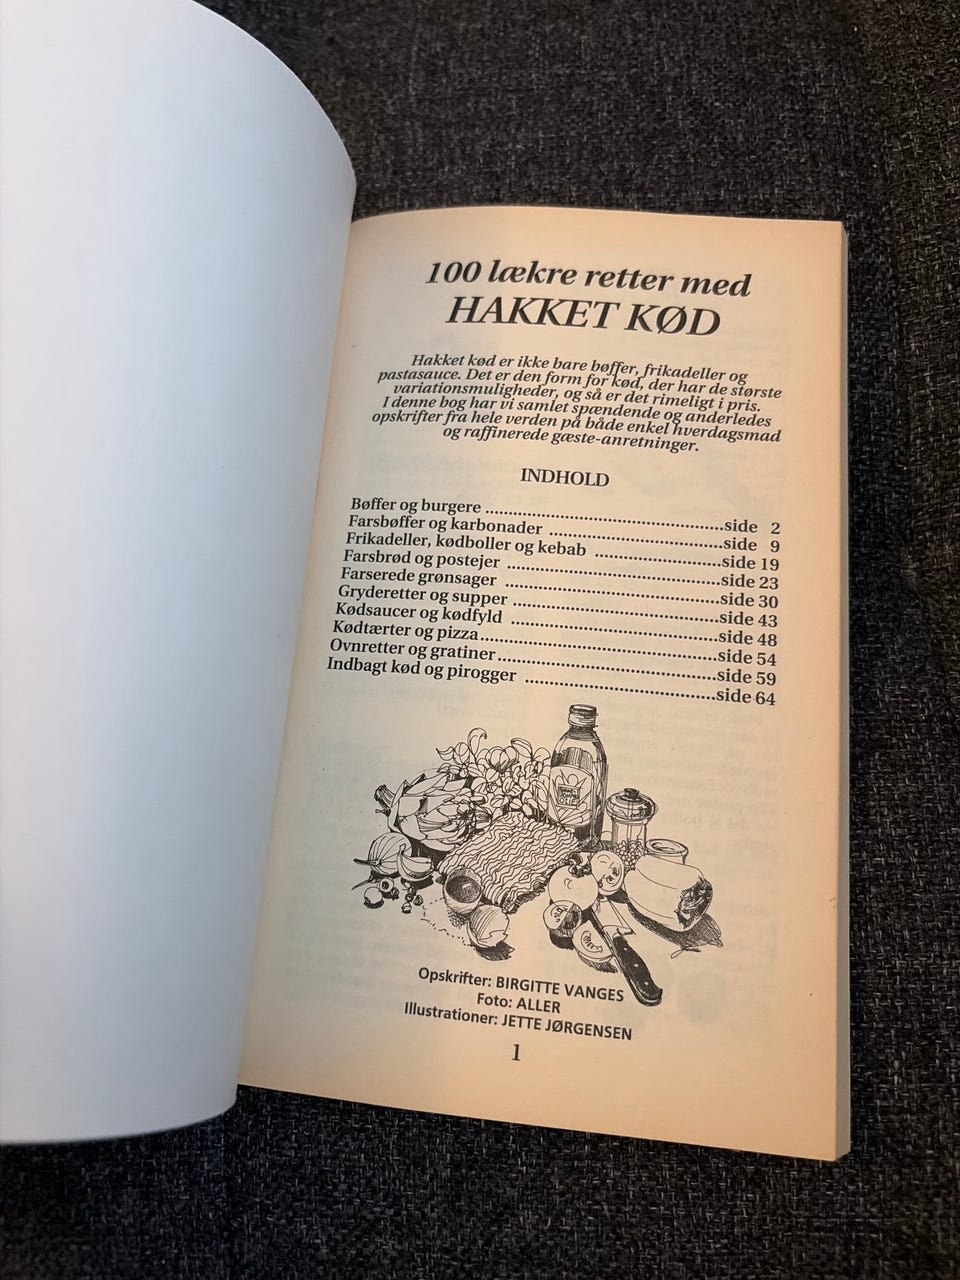 100 lækre retter med
HAKKET KØD
Hakket kød er ikke bare bøffer, frikadeller og
pastasauce. Det er den form for kød, der har de største
variationsmuligheder, og så er det rimeligt i pris.
I denne bog har vi samlet spændende og anderledes
opskrifter fra hele verden på både enkel hverdagsmad
og raffinerede gæste-anretninger.
INDHOLD
Bøffer og burgere ........................................side 2
Farsbøffer og karbonader ..............................side 9
Frikadeller, kødboller og kebab ......................side 19
Farsbrød og postejer ....................................side 23
Farserede grønsager ....................................side 30
Gryderetter og supper ..................................side 43
Kødsaucer og kødfyld ..................................side 48
Kødtærter og pizza.......................................side 54
Ovnretter og gratiner....................................side 59
Indbagt kød og pirogger ................................side 64
Opskrifter: BIRGITTE VANGES
Foto: ALLER
Illustrationer: JETTE JØRGENSEN
1